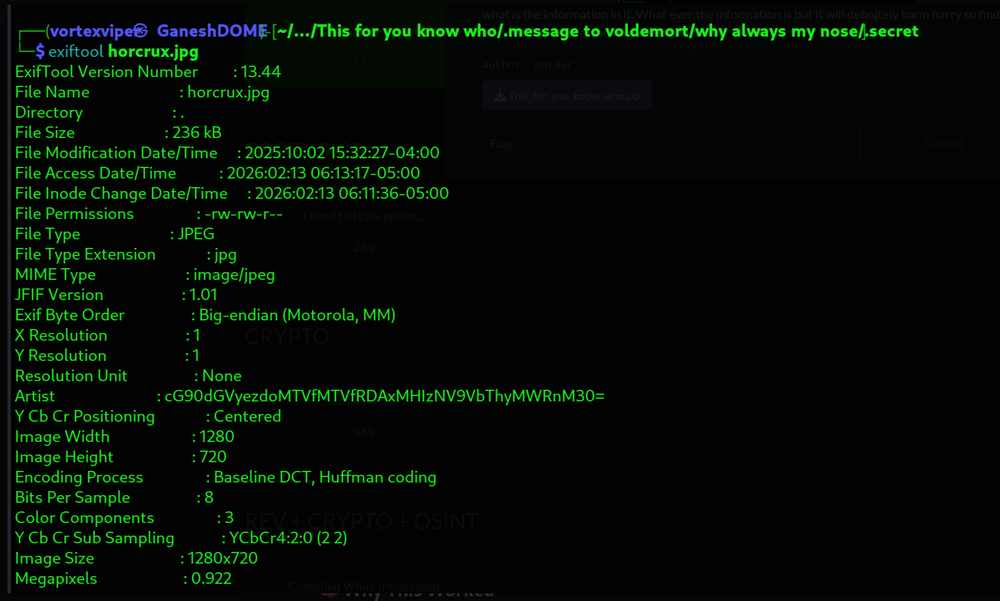 what is the information in it. What ever the information is but it will definitely harm harry so find
┌──(vortexviper㉿ GaneshDOME)-[~/.../This for you know who/.message to voldemort/why always my nose/.secret
└─$ exiftool horcrux.jpg
Author: murder
ExifTool Version Number : 13.44
File Name : horcrux.jpg
This_for_you_know_who.zip
Directory : .
File Size : 236 kB
Flag
Submit
File Modification Date/Time : 2025:10:02 15:32:27-04:00
File Access Date/Time : 2026:02:13 06:13:17-05:00
File Inode Change Date/Time : 2026:02:13 06:11:36-05:00
File Permissions : -rw-rw-r--
I need to Hack potter...
File Type : JPEG
289
File Type Extension : jpg
MIME Type : image/jpeg
JFIF Version : 1.01
Exif Byte Order : Big-endian (Motorola, MM)
X Resolution : 1
CRYPTO
Y Resolution : 1
Resolution Unit : None
Artist : cG90dGVyezdoMTVfMTVfRDAxMHIzNV9VbThyMWRnM30=
Y Cb Cr Positioning : Centered
Image Width : 1280
365
Image Height : 720
Encoding Process : Baseline DCT, Huffman coding
Bits Per Sample : 8
Color Components : 3
REV + CRYPTO + OSINT
Y Cb Cr Sub Sampling : YCbCr4:2:0 (2 2)
Image Size : 1280x720
Megapixels : 0.922
Compiled While Intoxicated
Why This Worked